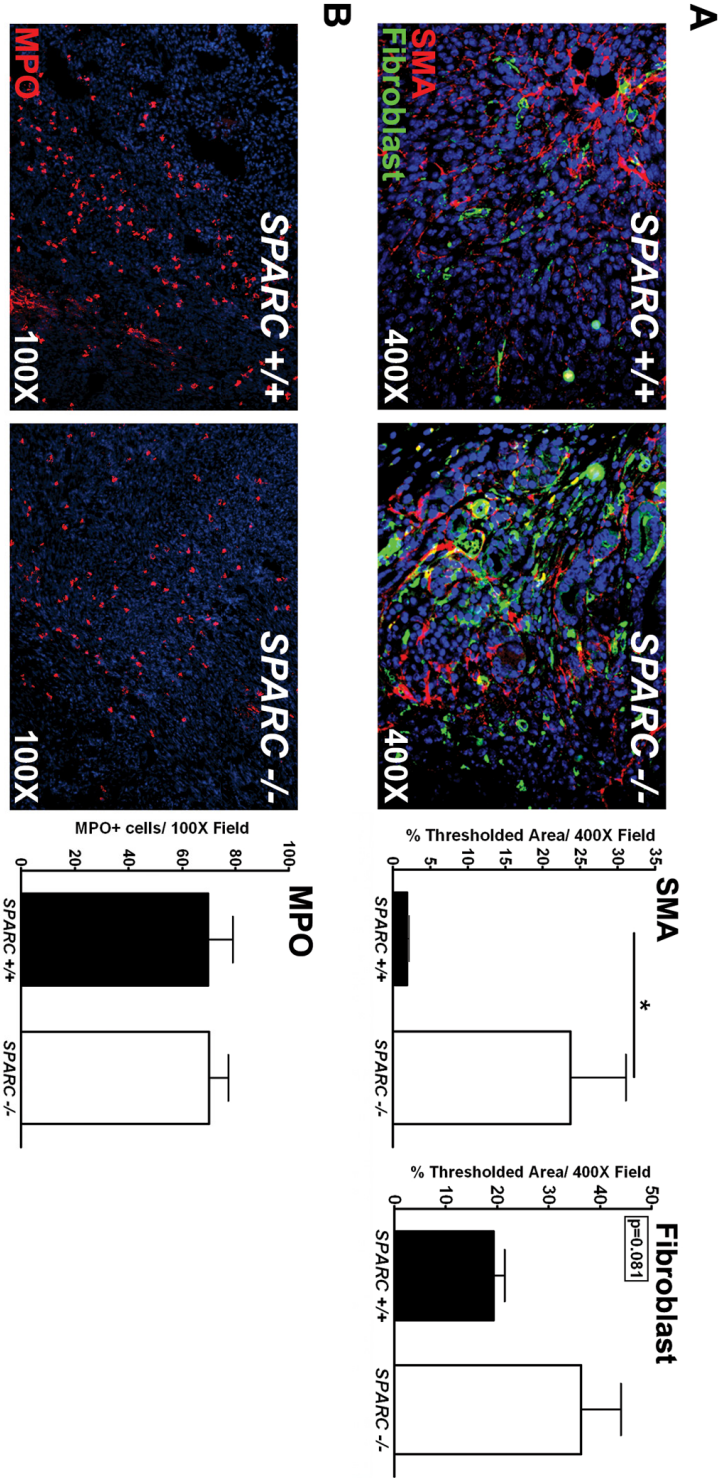 A
SPARC +/+
SMA
Fibroblast
400X
SPARC -/-
400X
SMA
% Thresholded Area/ 400X Field
35
30
25
20
15
10
5
0
*
SPARC +/+
SPARC -/-
Fibroblast
p=0.081
% Thresholded Area/ 400X Field
50
40
30
20
10
0
SPARC +/+
SPARC -/-
B
SPARC +/+
MPO
100X
SPARC -/-
100X
MPO
MPO+ cells/ 100X Field
100
80
60
40
20
0
SPARC +/+
SPARC -/-